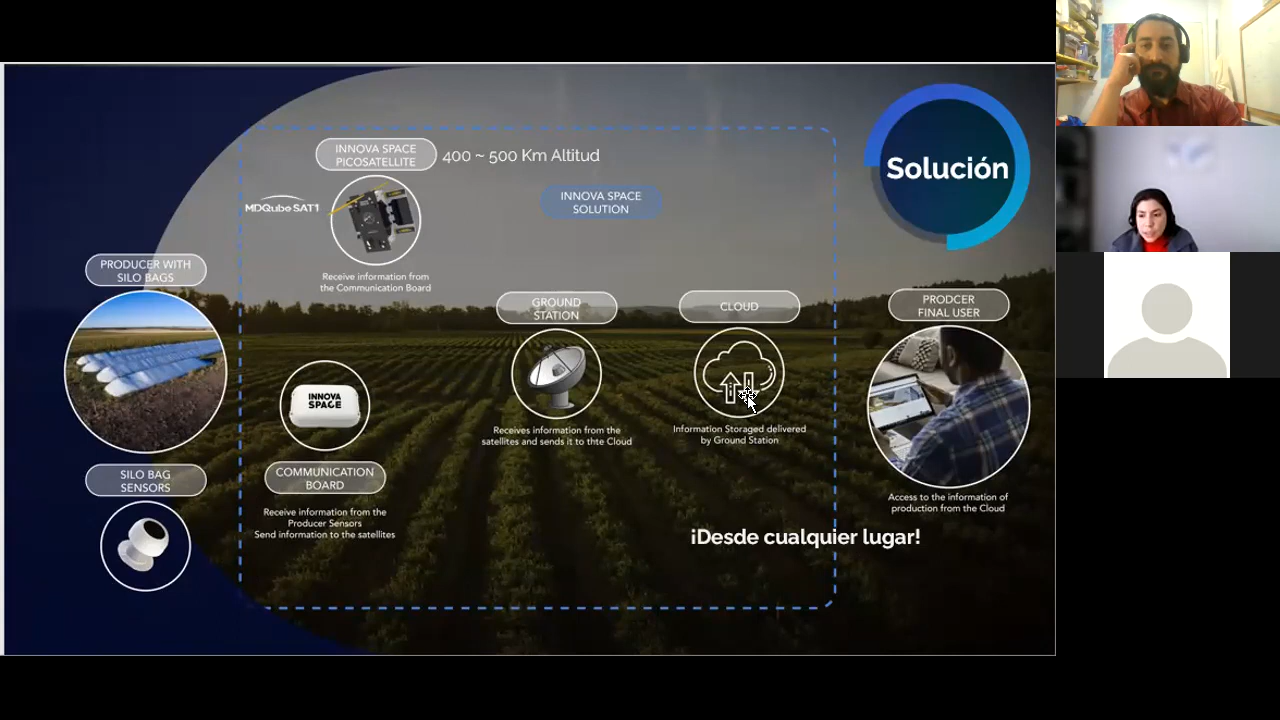 INNOVA SPACE
PICOSATELLITE
400 ~ 500 Km Altitud
MDQubeSAT1
INNOVA SPACE
SOLUTION
Solución
Receive information from
the Communication Board
PRODUCER WITH
SILO BAGS
GROUND
STATION
CLOUD
PRODCER
FINAL USER
INNOVA
SPACE
Receives information from the
satellites and sends it to thte Cloud
Information Storaged delivered
by Ground Station
SILO BAG
SENSORS
COMMUNICATION
BOARD
Receive information from the
Producer Sensors
Send information to the satellites
Access to the information of
production from the Cloud
¡Desde cualquier lugar!